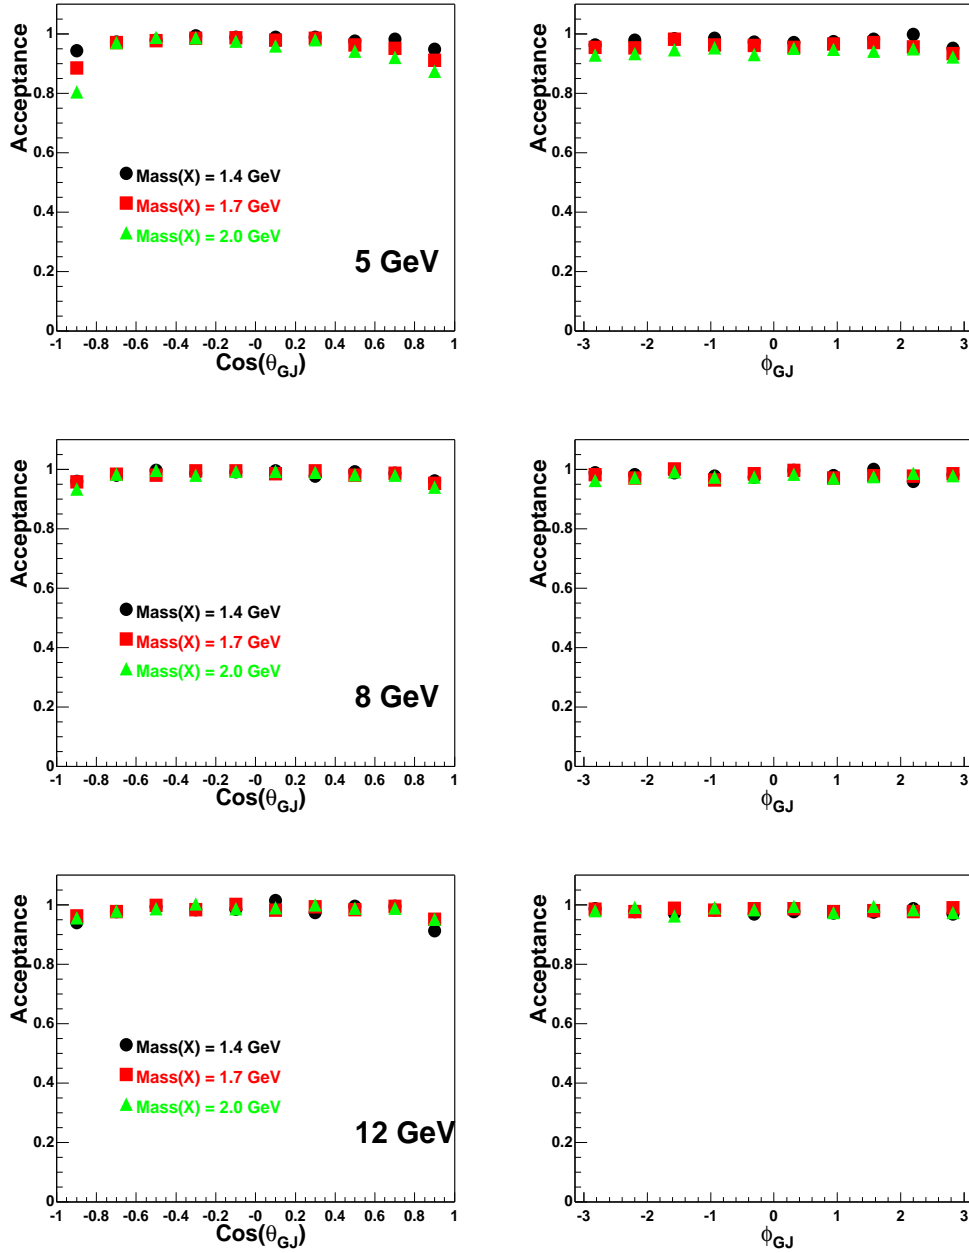 Acceptance
1
0.8
0.6
0.4
0.2
0
Mass(X) = 1.4 GeV
Mass(X) = 1.7 GeV
Mass(X) = 2.0 GeV
5 GeV
-1 -0.8 -0.6 -0.4 -0.2 -0 0.2 0.4 0.6 0.8 1
Cos(θGJ)
Acceptance
1
0.8
0.6
0.4
0.2
0
-3 -2 -1 0 1 2 3
ϕGJ
Acceptance
1
0.8
0.6
0.4
0.2
0
Mass(X) = 1.4 GeV
Mass(X) = 1.7 GeV
Mass(X) = 2.0 GeV
8 GeV
-1 -0.8 -0.6 -0.4 -0.2 -0 0.2 0.4 0.6 0.8 1
Cos(θGJ)
Acceptance
1
0.8
0.6
0.4
0.2
0
-3 -2 -1 0 1 2 3
ϕGJ
Acceptance
1
0.8
0.6
0.4
0.2
0
Mass(X) = 1.4 GeV
Mass(X) = 1.7 GeV
Mass(X) = 2.0 GeV
12 GeV
-1 -0.8 -0.6 -0.4 -0.2 -0 0.2 0.4 0.6 0.8 1
Cos(θGJ)
Acceptance
1
0.8
0.6
0.4
0.2
0
-3 -2 -1 0 1 2 3
ϕGJ